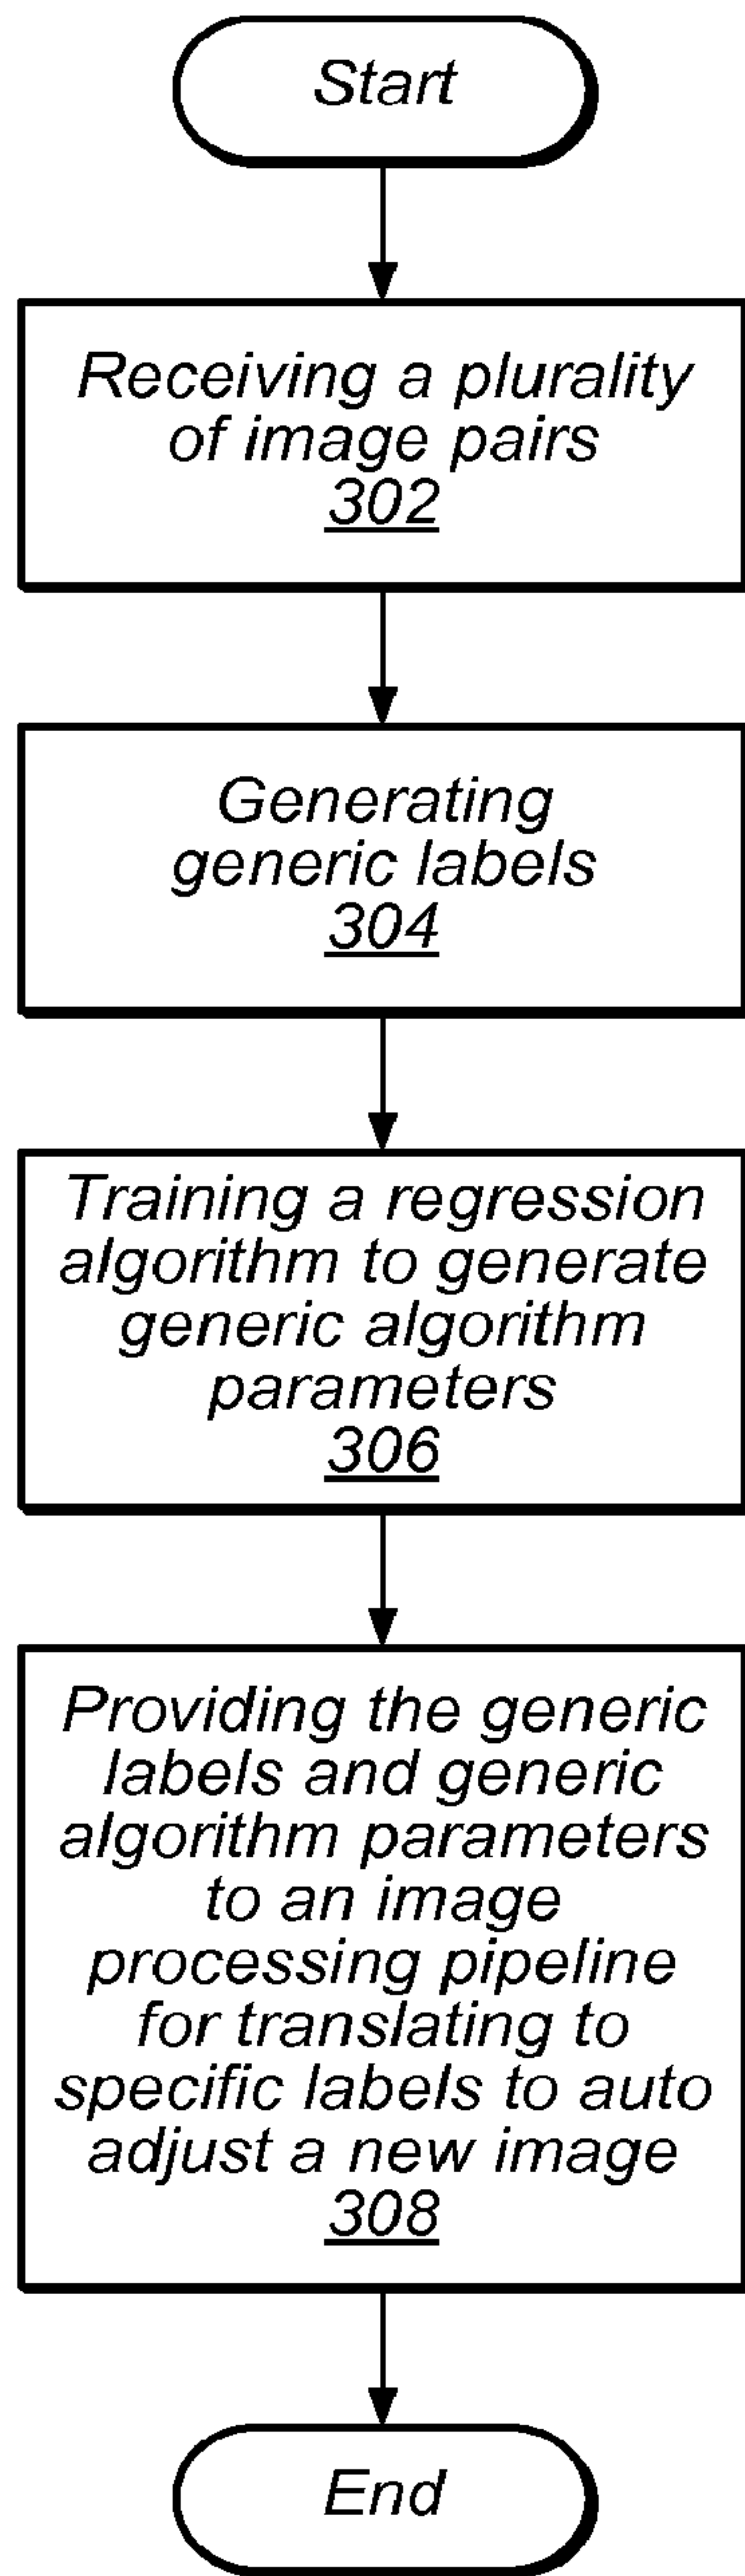 Start
Receiving a plurality
of image pairs
302
Generating
generic labels
304
Training a regression
algorithm to generate
generic algorithm
parameters
306
Providing the generic
labels and generic
algorithm parameters
to an image
processing pipeline
for translating to
specific labels to auto
adjust a new image
308
End